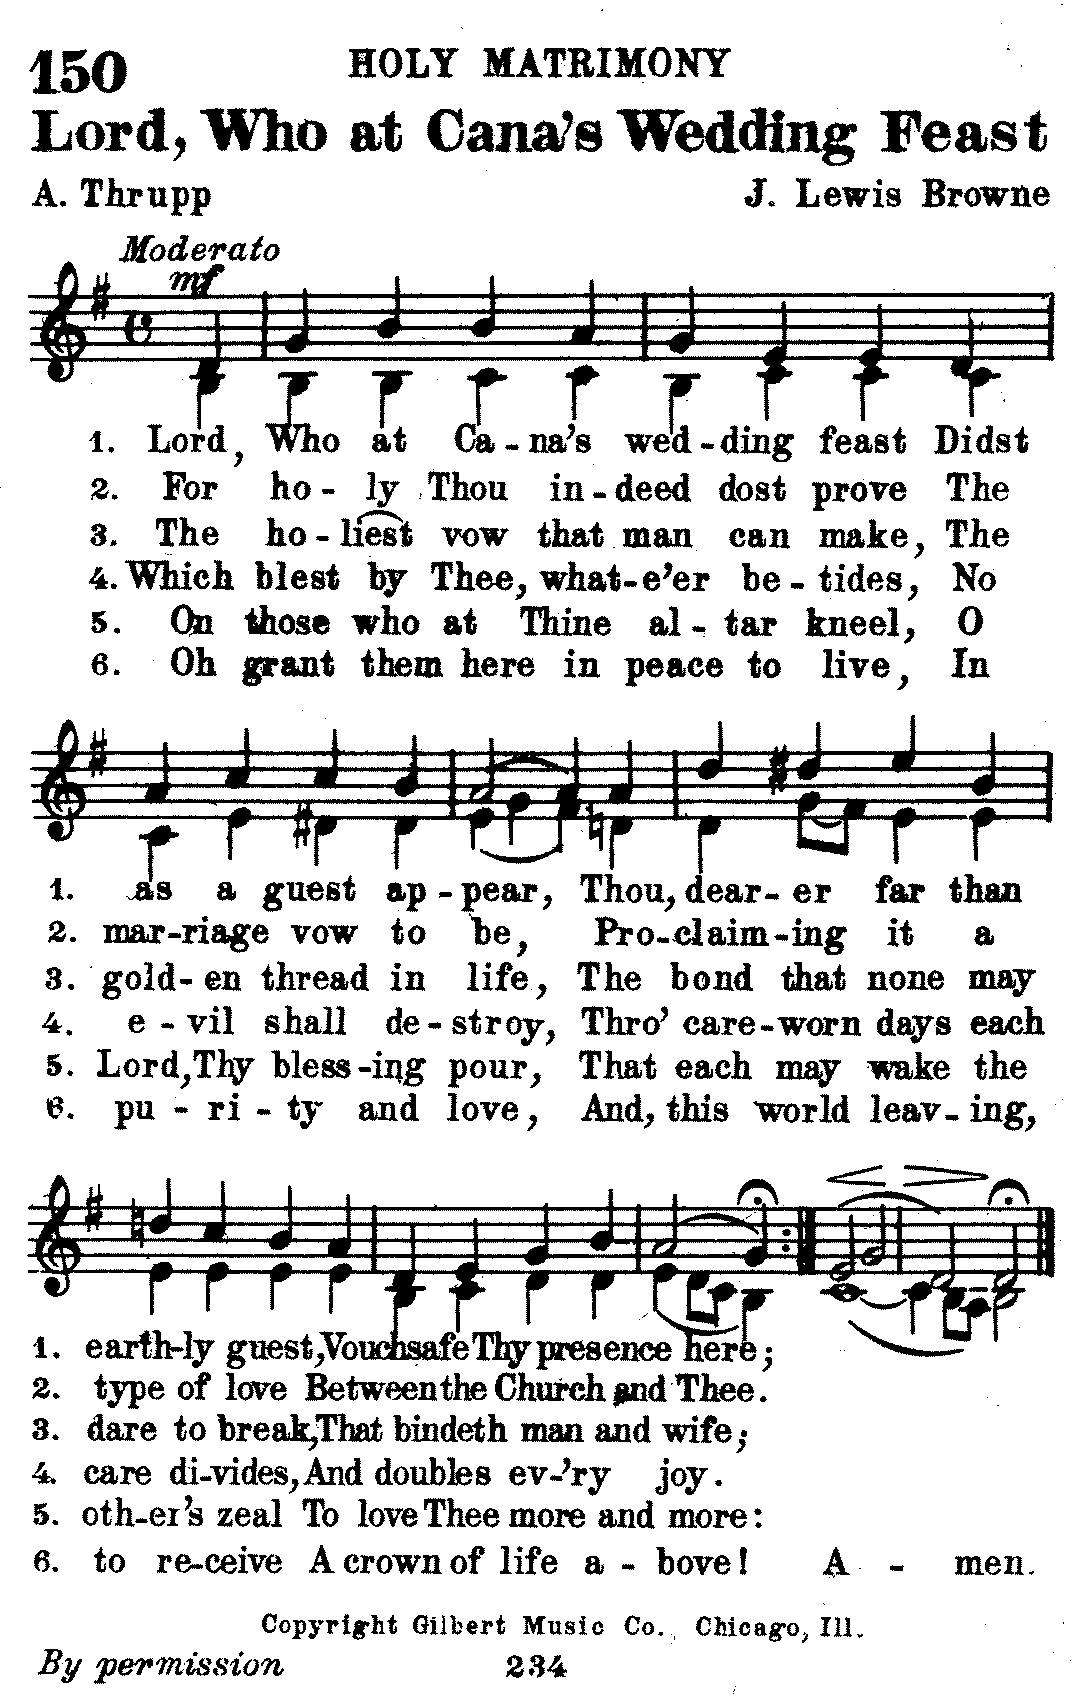 150
HOLY MATRIMONY
Lord, Who at Cana's Wedding Feast
A. Thrupp
J. Lewis Browne
Moderato
mf
1. Lord, Who at Ca - na's wed - ding feast Didst
2. For ho - ly Thou in - deed dost prove The
3. The ho - liest vow that man can make, The
4. Which blest by Thee, what-e'er be - tides, No
5. On those who at Thine al - tar kneel, O
6. Oh grant them here in peace to live, In
1. as a guest ap - pear, Thou, dear- er far than
2. mar-riage vow to be, Pro-claim-ing it a
3. gold- en thread in life, The bond that none may
4. e - vil shall de - stroy, Thro' care-worn days each
5. Lord, Thy bless -ing pour, That each may wake the
6. pu - ri - ty and love, And, this world leav- ing,
1. earth-ly guest, Vouchsafe Thy presence here;
2. type of love Between the Church and Thee.
3. dare to break, That bindeth man and wife;
4. care di-vides, And doubles ev-'ry joy.
5. oth-er's zeal To love Thee more and more:
6. to re-ceive A crown of life a - bove! A - men.
Copyright Gilbert Music Co. Chicago, Ill.
By permission
234